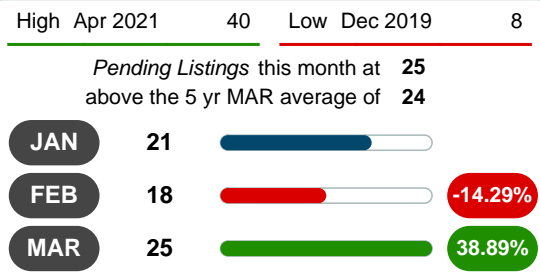 High Apr 2021 40 Low Dec 2019 8
Pending Listings this month at 25
above the 5 yr MAR average of 24
JAN 21
FEB 18 -14.29%
MAR 25 38.89%